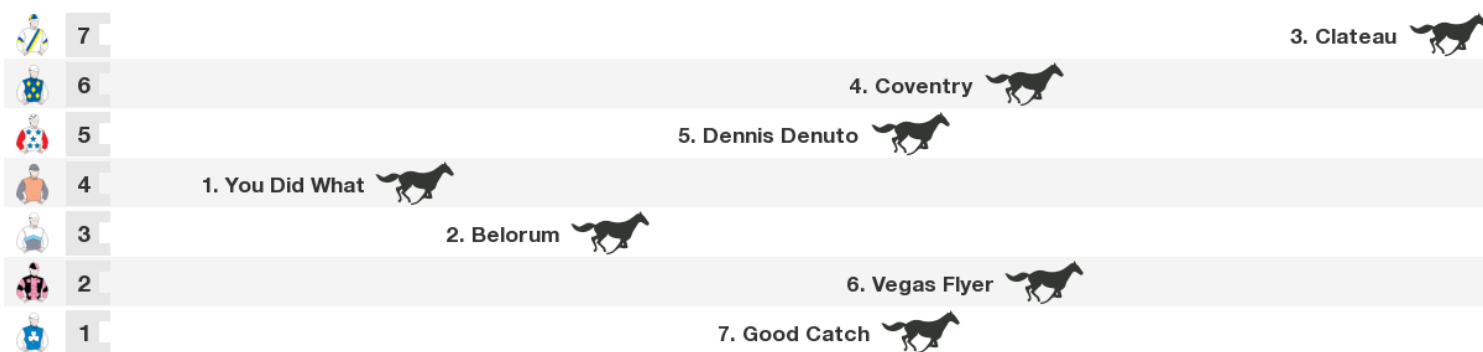 7 3. Clateau
6 4. Coventry
5 5. Dennis Denuto
4 1. You Did What
3 2. Belorum
2 6. Vegas Flyer
1 7. Good Catch